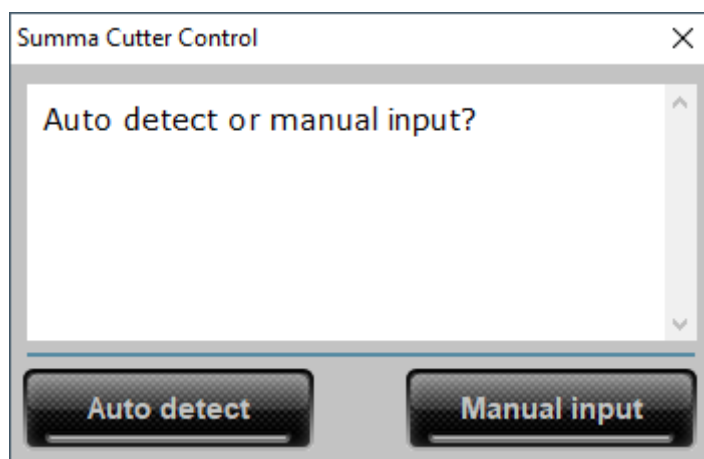 Summa Cutter Control
Auto detect or manual input?
Auto detect
Manual input